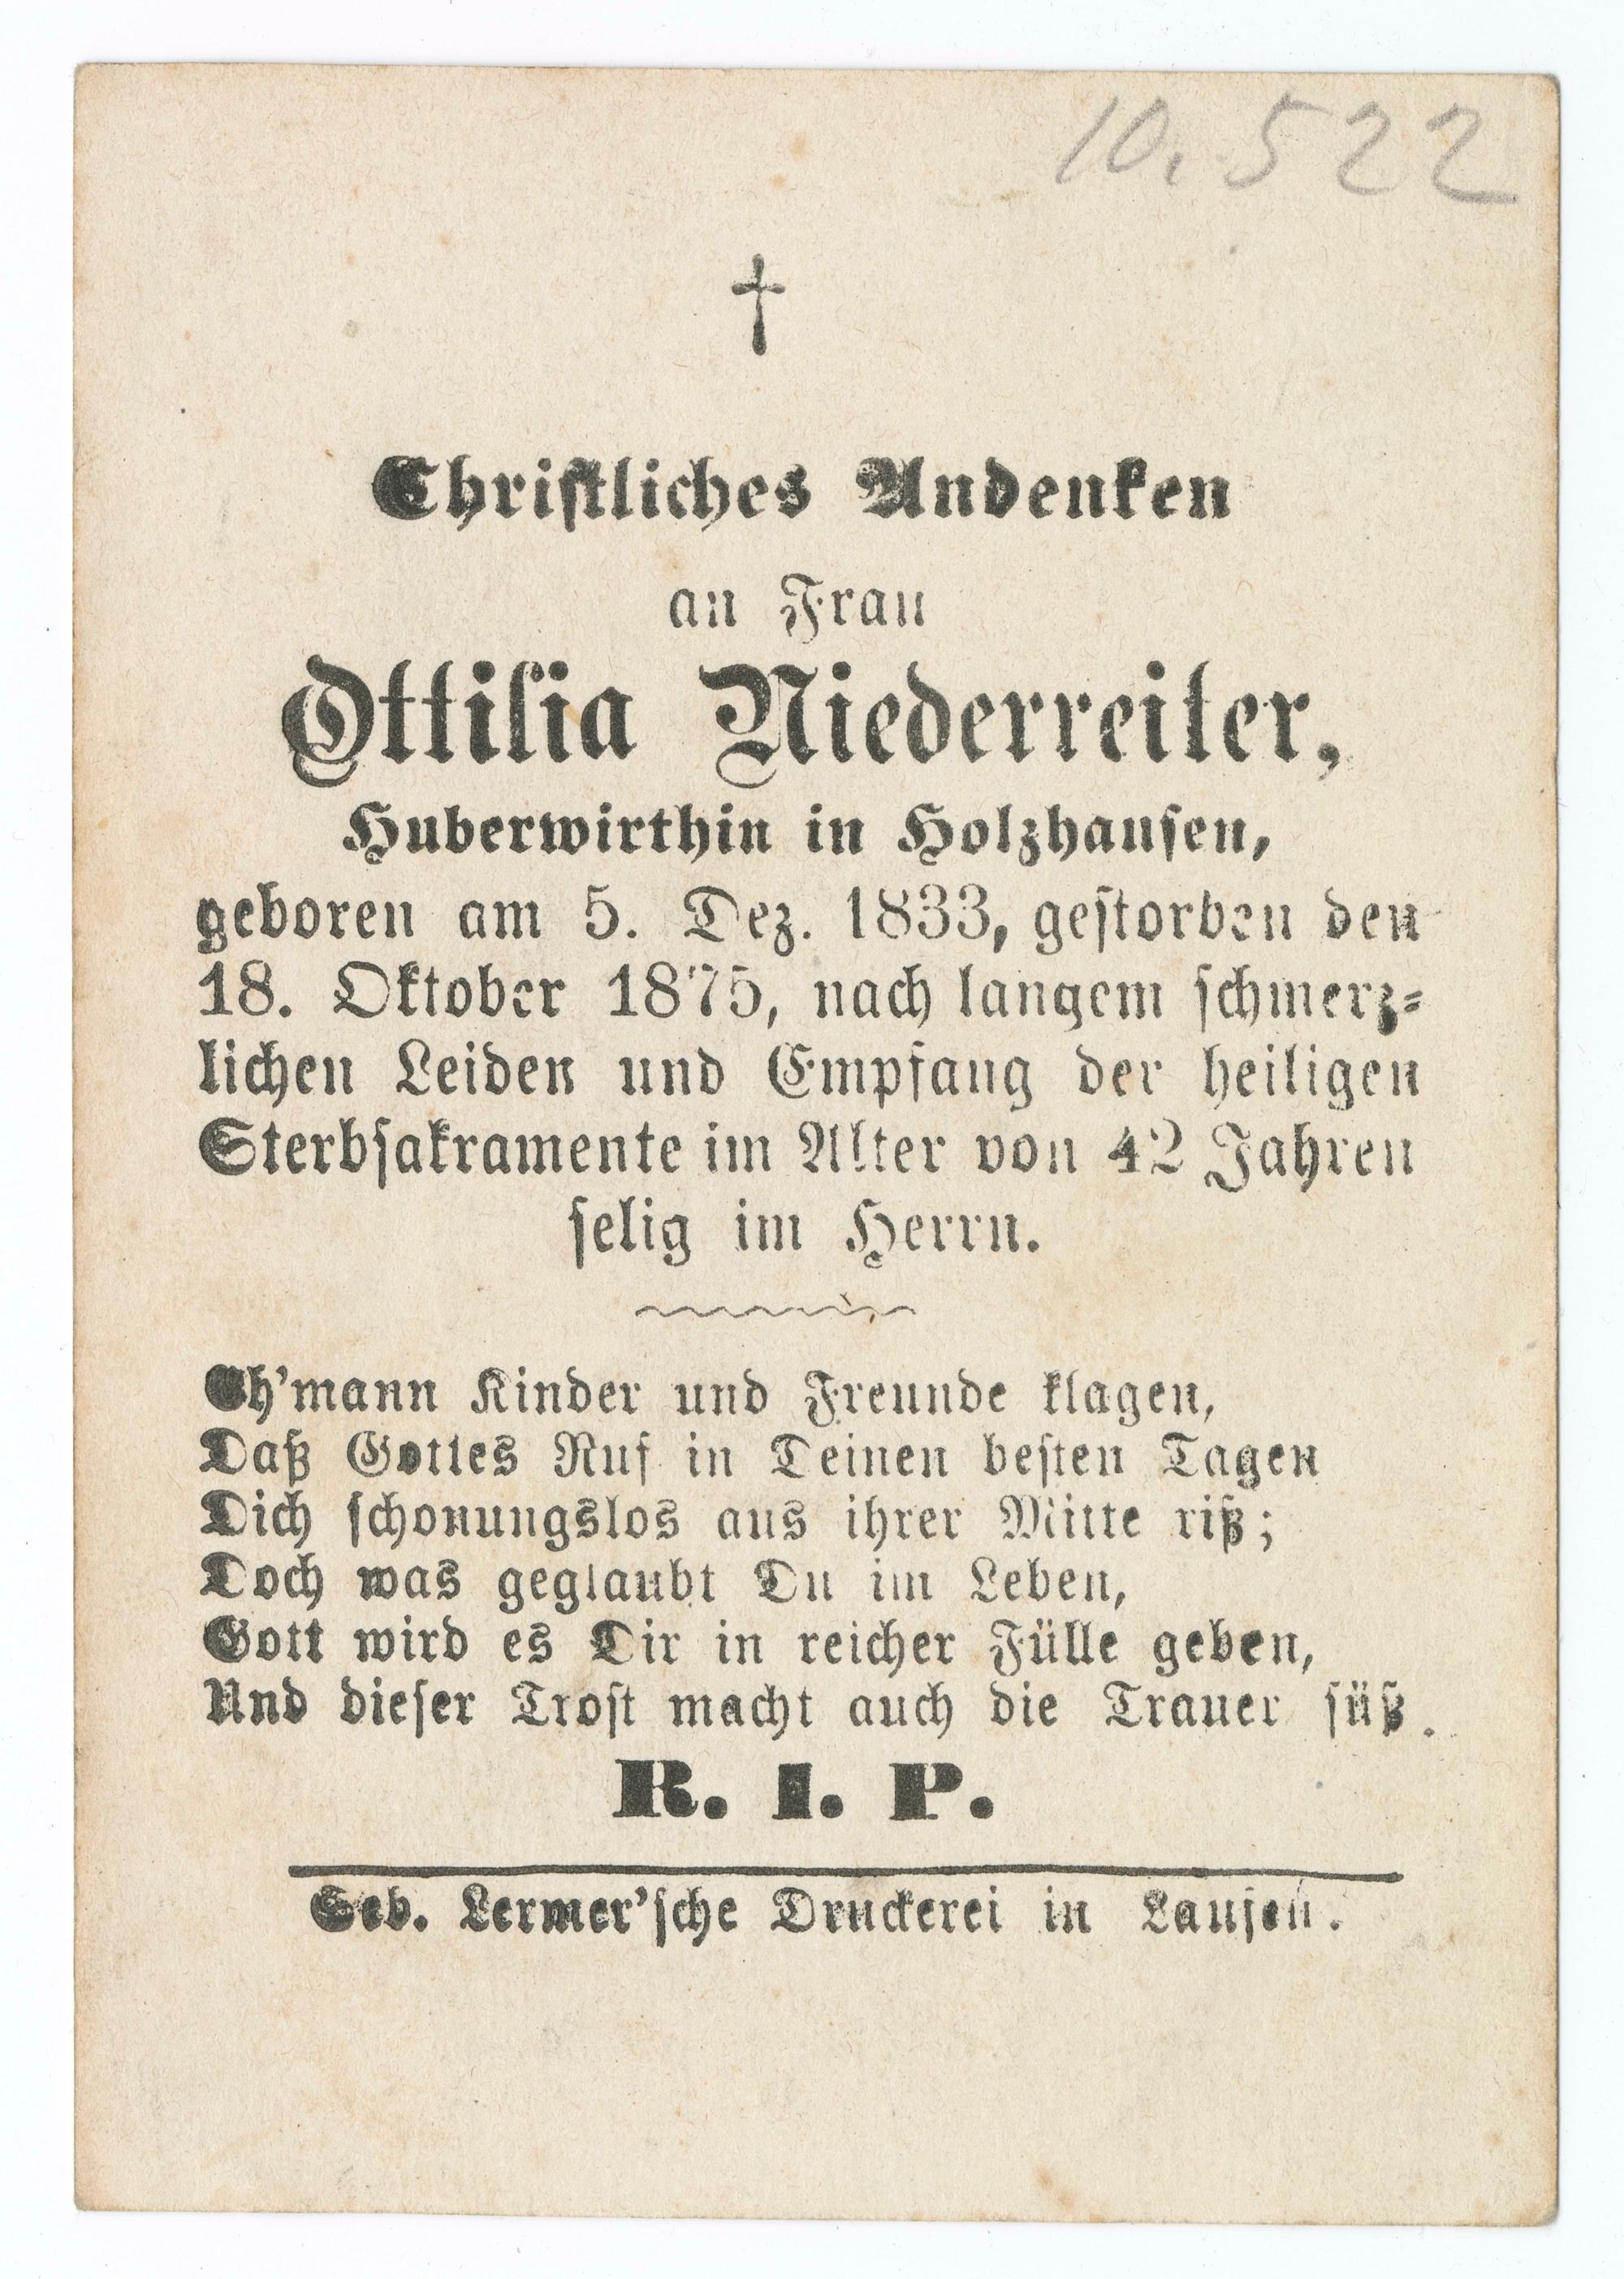 10.522
†
Christliches Andenken
an Frau
Ottilia Niederreiter,
Huberwirthin in Holzhausen,
geboren am 5. Dez. 1833, gestorben den
18. Oktober 1875, nach langem schmerz-
lichen Leiden und Empfang der heiligen
Sterbsakramente im Alter von 42 Jahren
selig im Herrn.
Eh'mann Kinder und Freunde klagen,
Daß Gottes Ruf in Deinen besten Tagen
Dich schonungslos aus ihrer Mitte riß;
Doch was geglaubt Du im Leben,
Gott wird es Dir in reicher Fülle geben,
Und dieser Trost macht auch die Trauer süß.
R. I. P.
Seb. Lermer'sche Druckerei in Laufen.